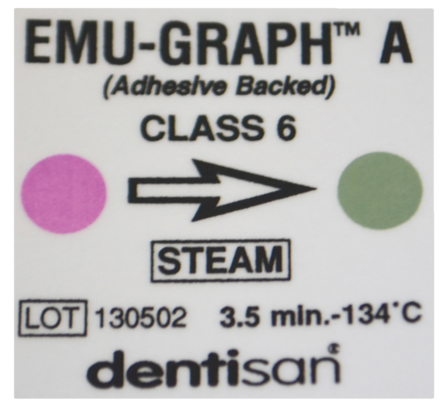 EMU-GRAPH™ A
(Adhesive Backed)
CLASS 6
STEAM
LOT 130502 3.5 min.-134°C
dentisan